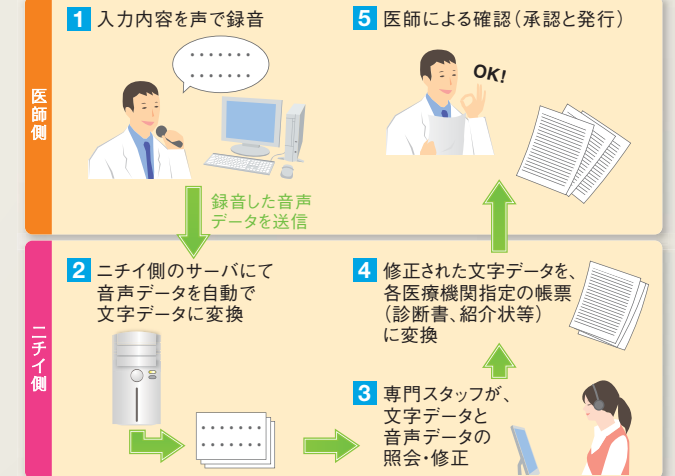 医師側
1 入力内容を声で録音
録音した音声
データを送信
ニチイ側
2 ニチイ側のサーバにて
音声データを自動で
文字データに変換
3 専門スタッフが、
文字データと
音声データの
照会・修正
4 修正された文字データを、
各医療機関指定の帳票
（診断書、紹介状等）
に変換
5 医師による確認（承認と発行）
OK!